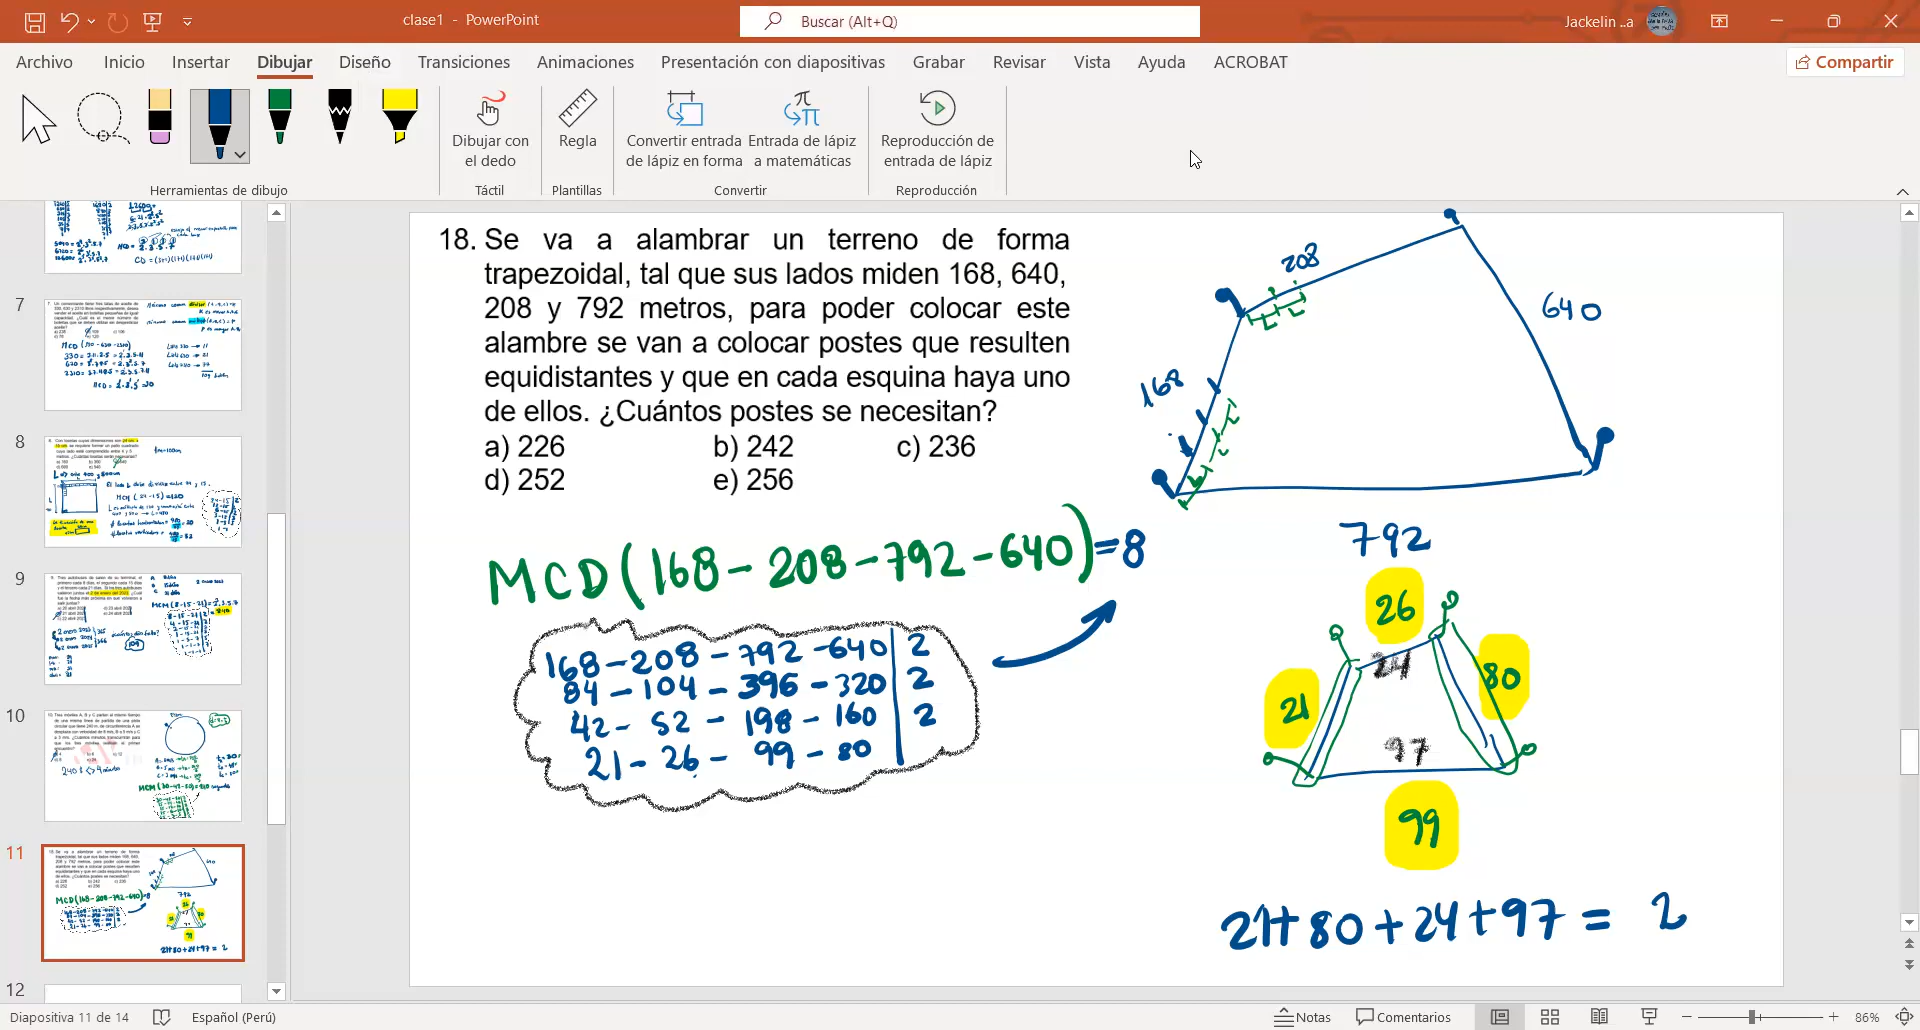 clase1 - PowerPoint
Buscar (Alt+Q)
Jackelin ..a
Archivo Inicio Insertar Dibujar Diseño Transiciones Animaciones Presentación con diapositivas Grabar Revisar Vista Ayuda ACROBAT
Compartir
Dibujar con el dedo
Regla
Convertir entrada de lápiz en forma
Entrada de lápiz a matemáticas
Reproducción de entrada de lápiz
Herramientas de dibujo
Táctil
Plantillas
Convertir
Reproducción
7
8
9
10
11
12
18. Se va a alambrar un terreno de forma
trapezoidal, tal que sus lados miden 168, 640,
208 y 792 metros, para poder colocar este
alambre se van a colocar postes que resulten
equidistantes y que en cada esquina haya uno
de ellos. ¿Cuántos postes se necesitan?
a) 226 b) 242 c) 236
d) 252 e) 256
208
640
168
792
MCD(168-208-792-640)=8
168-208-792-640 2
84-104-396-320 2
42-52-198-160 2
21-26-99-80
26
24
21
80
97
99
21+80+24+97= 2
Diapositiva 11 de 14
Español (Perú)
Notas
Comentarios
86%